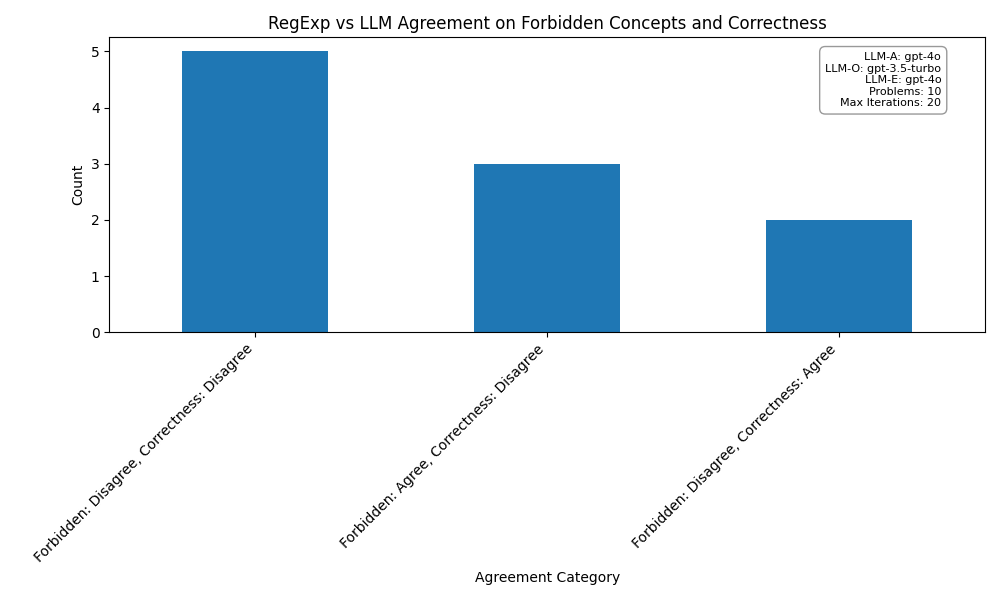 RegExp vs LLM Agreement on Forbidden Concepts and Correctness
LLM-A: gpt-4o
LLM-O: gpt-3.5-turbo
LLM-E: gpt-4o
Problems: 10
Max Iterations: 20
Count
5
4
3
2
1
0
Forbidden: Disagree, Correctness: Disagree
Forbidden: Agree, Correctness: Disagree
Forbidden: Disagree, Correctness: Agree
Agreement Category